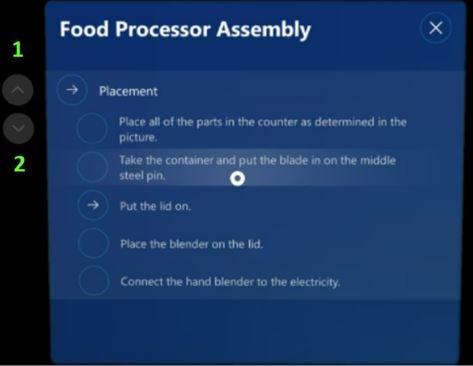 Food Processor Assembly
1
Placement
Place all of the parts in the counter as determined in the
picture.
2
Take the container and put the blade in on the middle
steel pin.
Put the lid on.
Place the blender on the lid.
Connect the hand blender to the electricity.